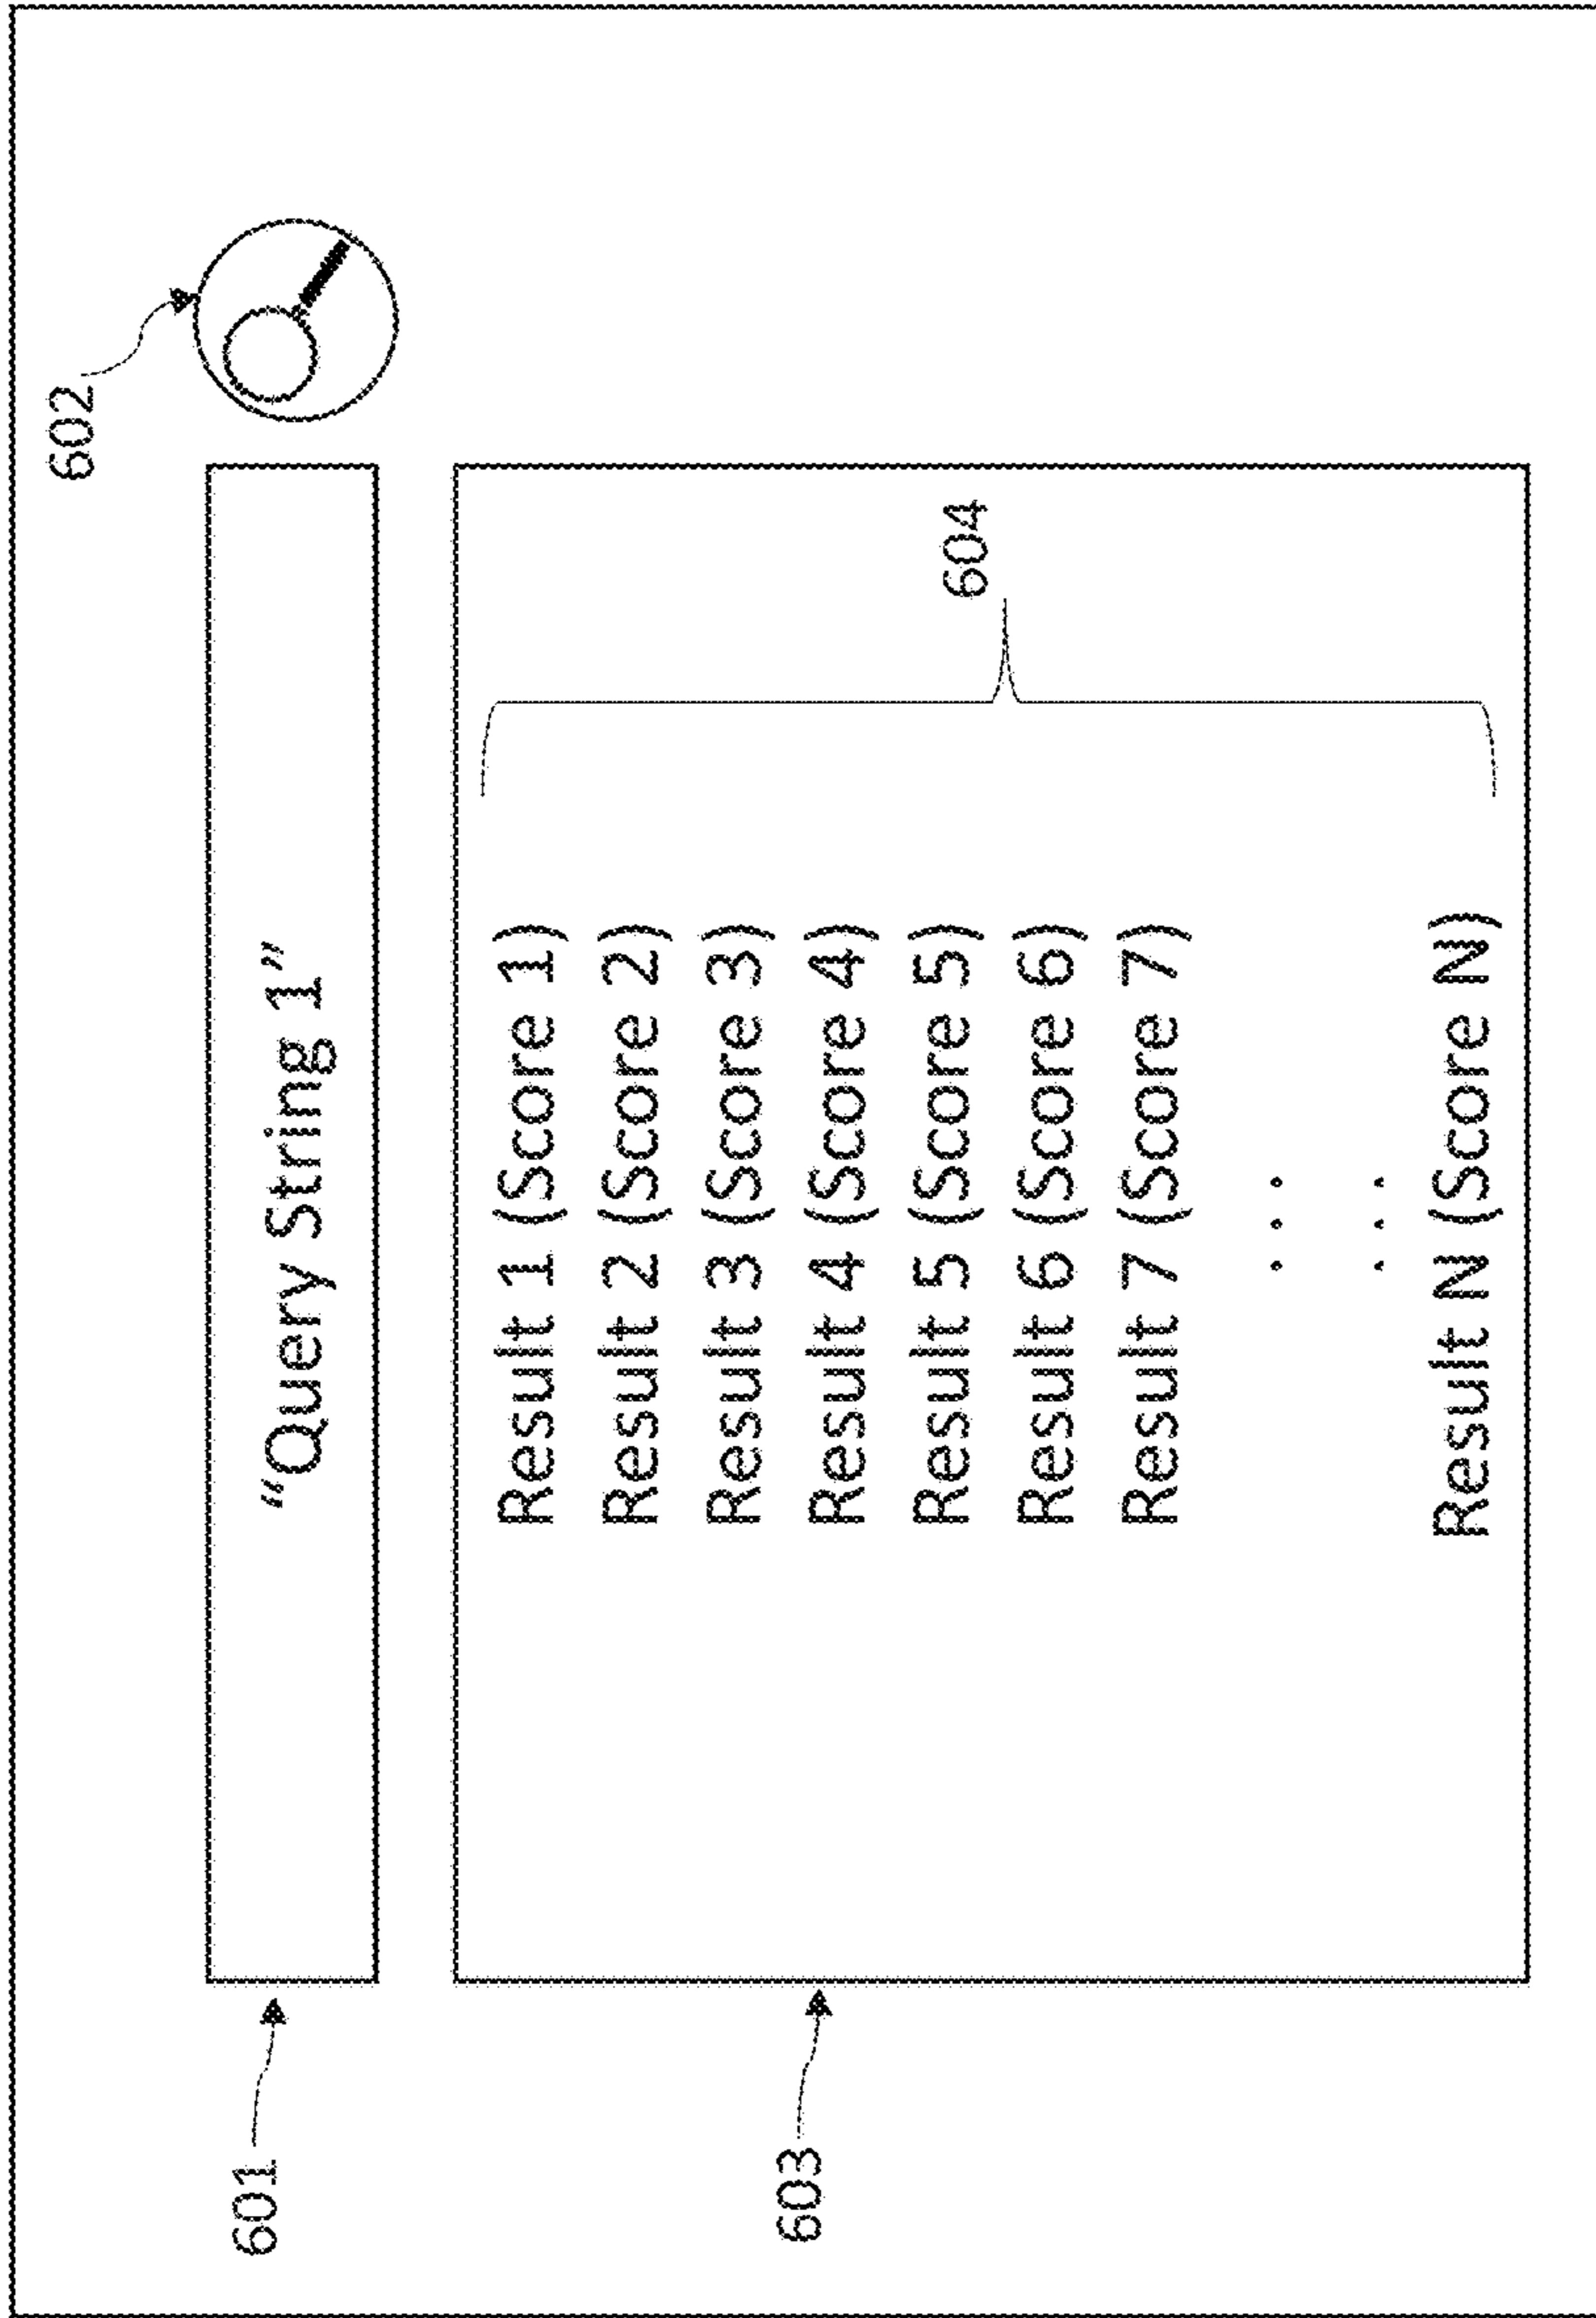 602
601
“Query String 1”
603
Result 1 (Score 1)
Result 2 (Score 2)
Result 3 (Score 3)
Result 4 (Score 4)
Result 5 (Score 5)
Result 6 (Score 6)
Result 7 (Score 7)
. . .
. . .
Result N (Score N)
604